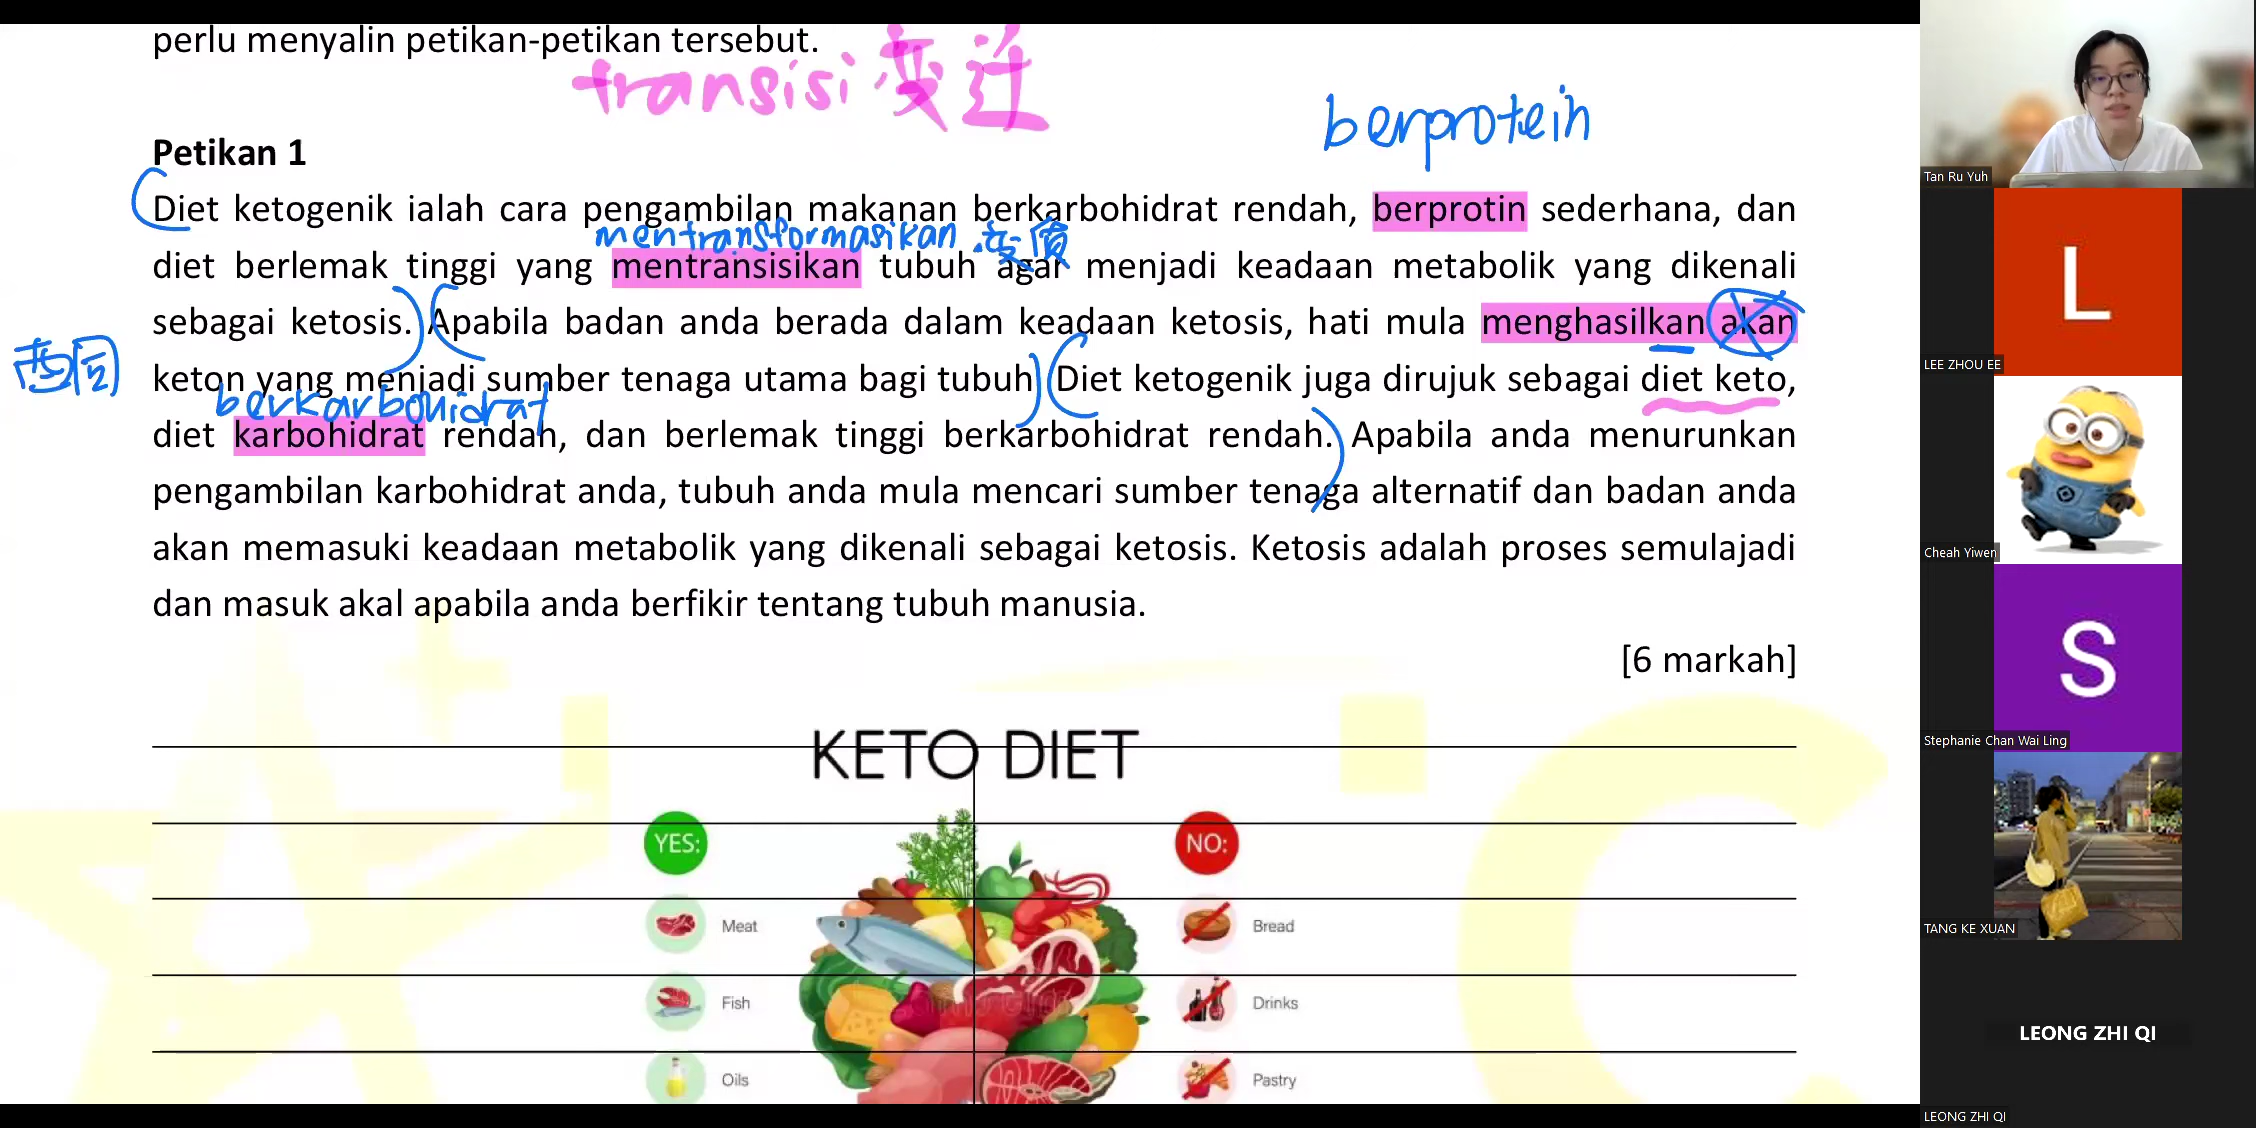 perlu menyalin petikan-petikan tersebut.
transisi 变迁
berprotein
Petikan 1
Diet ketogenik ialah cara pengambilan makanan berkarbohidrat rendah, berprotin sederhana, dan
mentransformasikan
diet berlemak tinggi yang mentransisikan tubuh agar menjadi keadaan metabolik yang dikenali
sebagai ketosis. Apabila badan anda berada dalam keadaan ketosis, hati mula menghasilkan akan
keton yang menjadi sumber tenaga utama bagi tubuh. Diet ketogenik juga dirujuk sebagai diet keto,
berkarbohidrat
diet karbohidrat rendah, dan berlemak tinggi berkarbohidrat rendah. Apabila anda menurunkan
pengambilan karbohidrat anda, tubuh anda mula mencari sumber tenaga alternatif dan badan anda
akan memasuki keadaan metabolik yang dikenali sebagai ketosis. Ketosis adalah proses semulajadi
dan masuk akal apabila anda berfikir tentang tubuh manusia.
[6 markah]
KETO DIET
YES:
NO:
Meat
Bread
Fish
Drinks
Oils
Pastry
Tan Ru Yuh
L
LEE ZHOU EE
Cheah Yiwen
S
Stephanie Chan Wai Ling
TANG KE XUAN
LEONG ZHI QI
LEONG ZHI QI